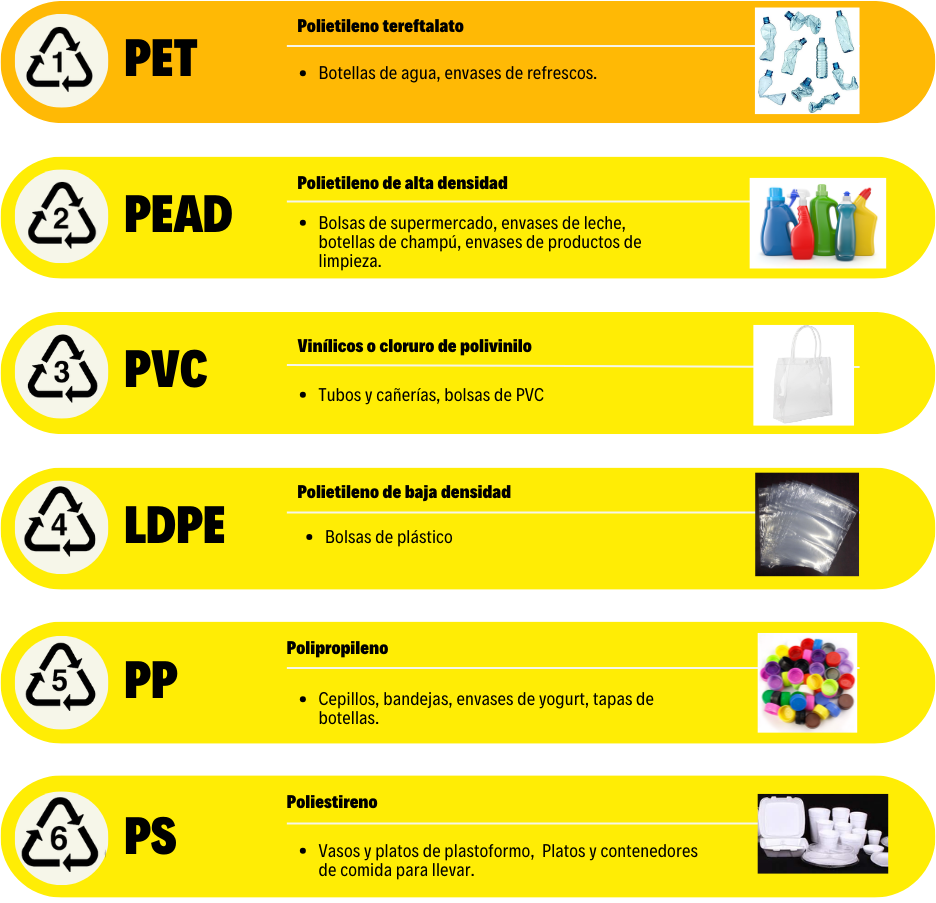 1
PET
Polietileno tereftalato
• Botellas de agua, envases de refrescos.
2
PEAD
Polietileno de alta densidad
• Bolsas de supermercado, envases de leche,
botellas de champú, envases de productos de
limpieza.
3
PVC
Vinílicos o cloruro de polivinilo
• Tubos y cañerías, bolsas de PVC
4
LDPE
Polietileno de baja densidad
• Bolsas de plástico
5
PP
Polipropileno
• Cepillos, bandejas, envases de yogurt, tapas de
botellas.
6
PS
Poliestireno
• Vasos y platos de plastoformo, Platos y contenedores
de comida para llevar.